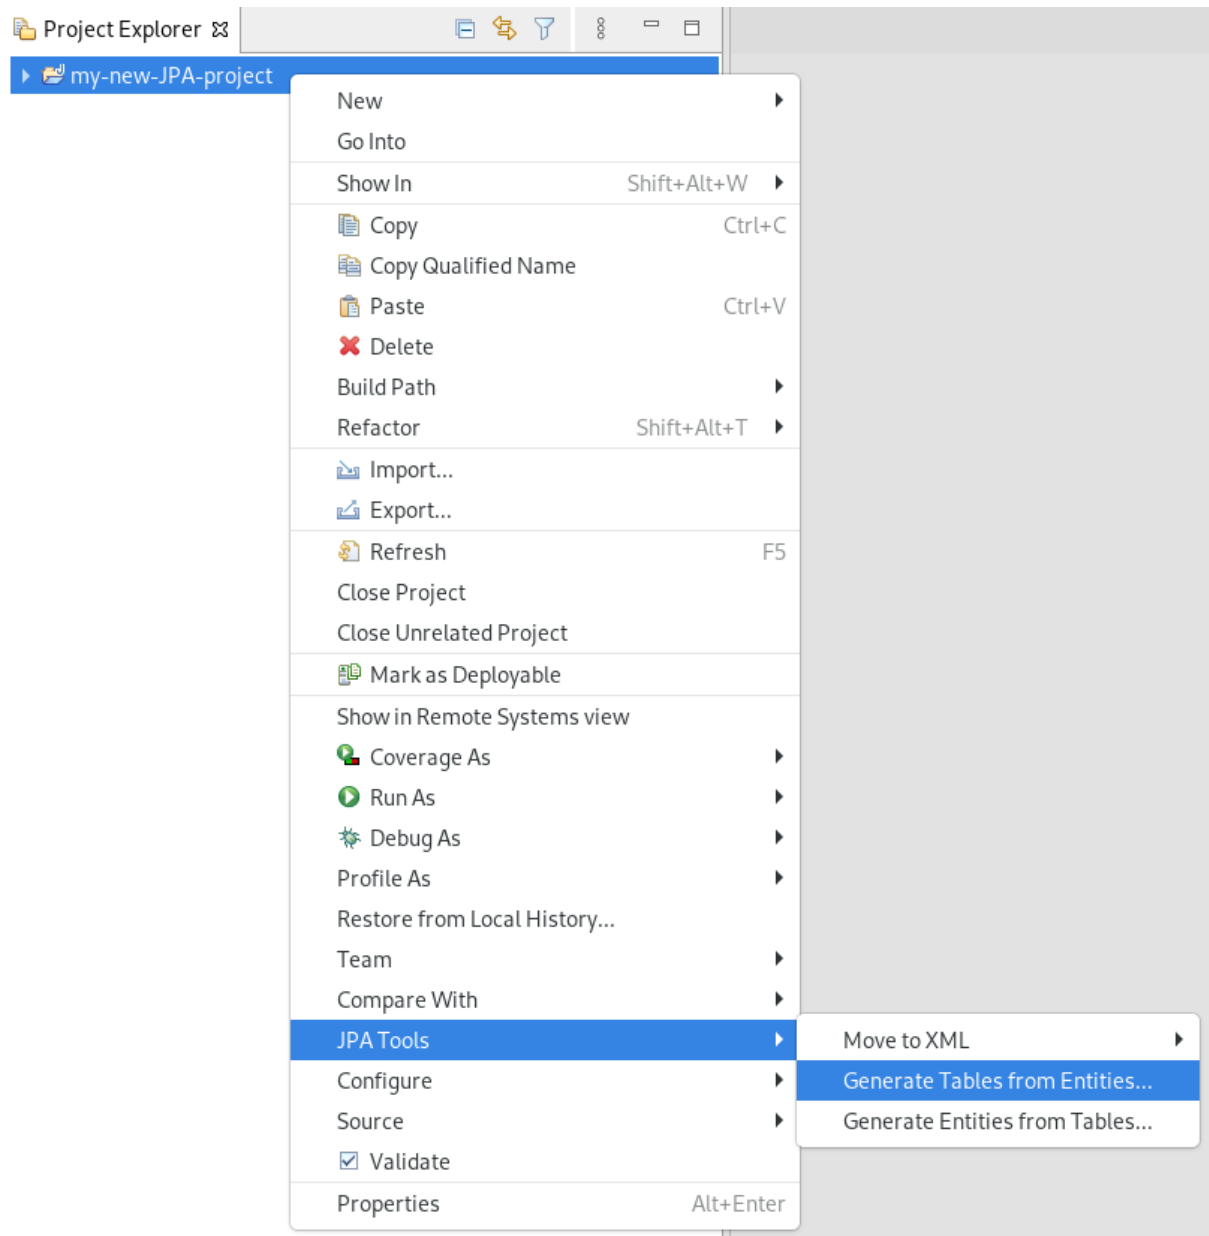 Project Explorer
my-new-JPA-project
New
Go Into
Show In Shift+Alt+W
Copy Ctrl+C
Copy Qualified Name
Paste Ctrl+V
Delete
Build Path
Refactor Shift+Alt+T
Import...
Export...
Refresh F5
Close Project
Close Unrelated Project
Mark as Deployable
Show in Remote Systems view
Coverage As
Run As
Debug As
Profile As
Restore from Local History...
Team
Compare With
JPA Tools
Move to XML
Generate Tables from Entities...
Generate Entities from Tables...
Configure
Source
Validate
Properties Alt+Enter